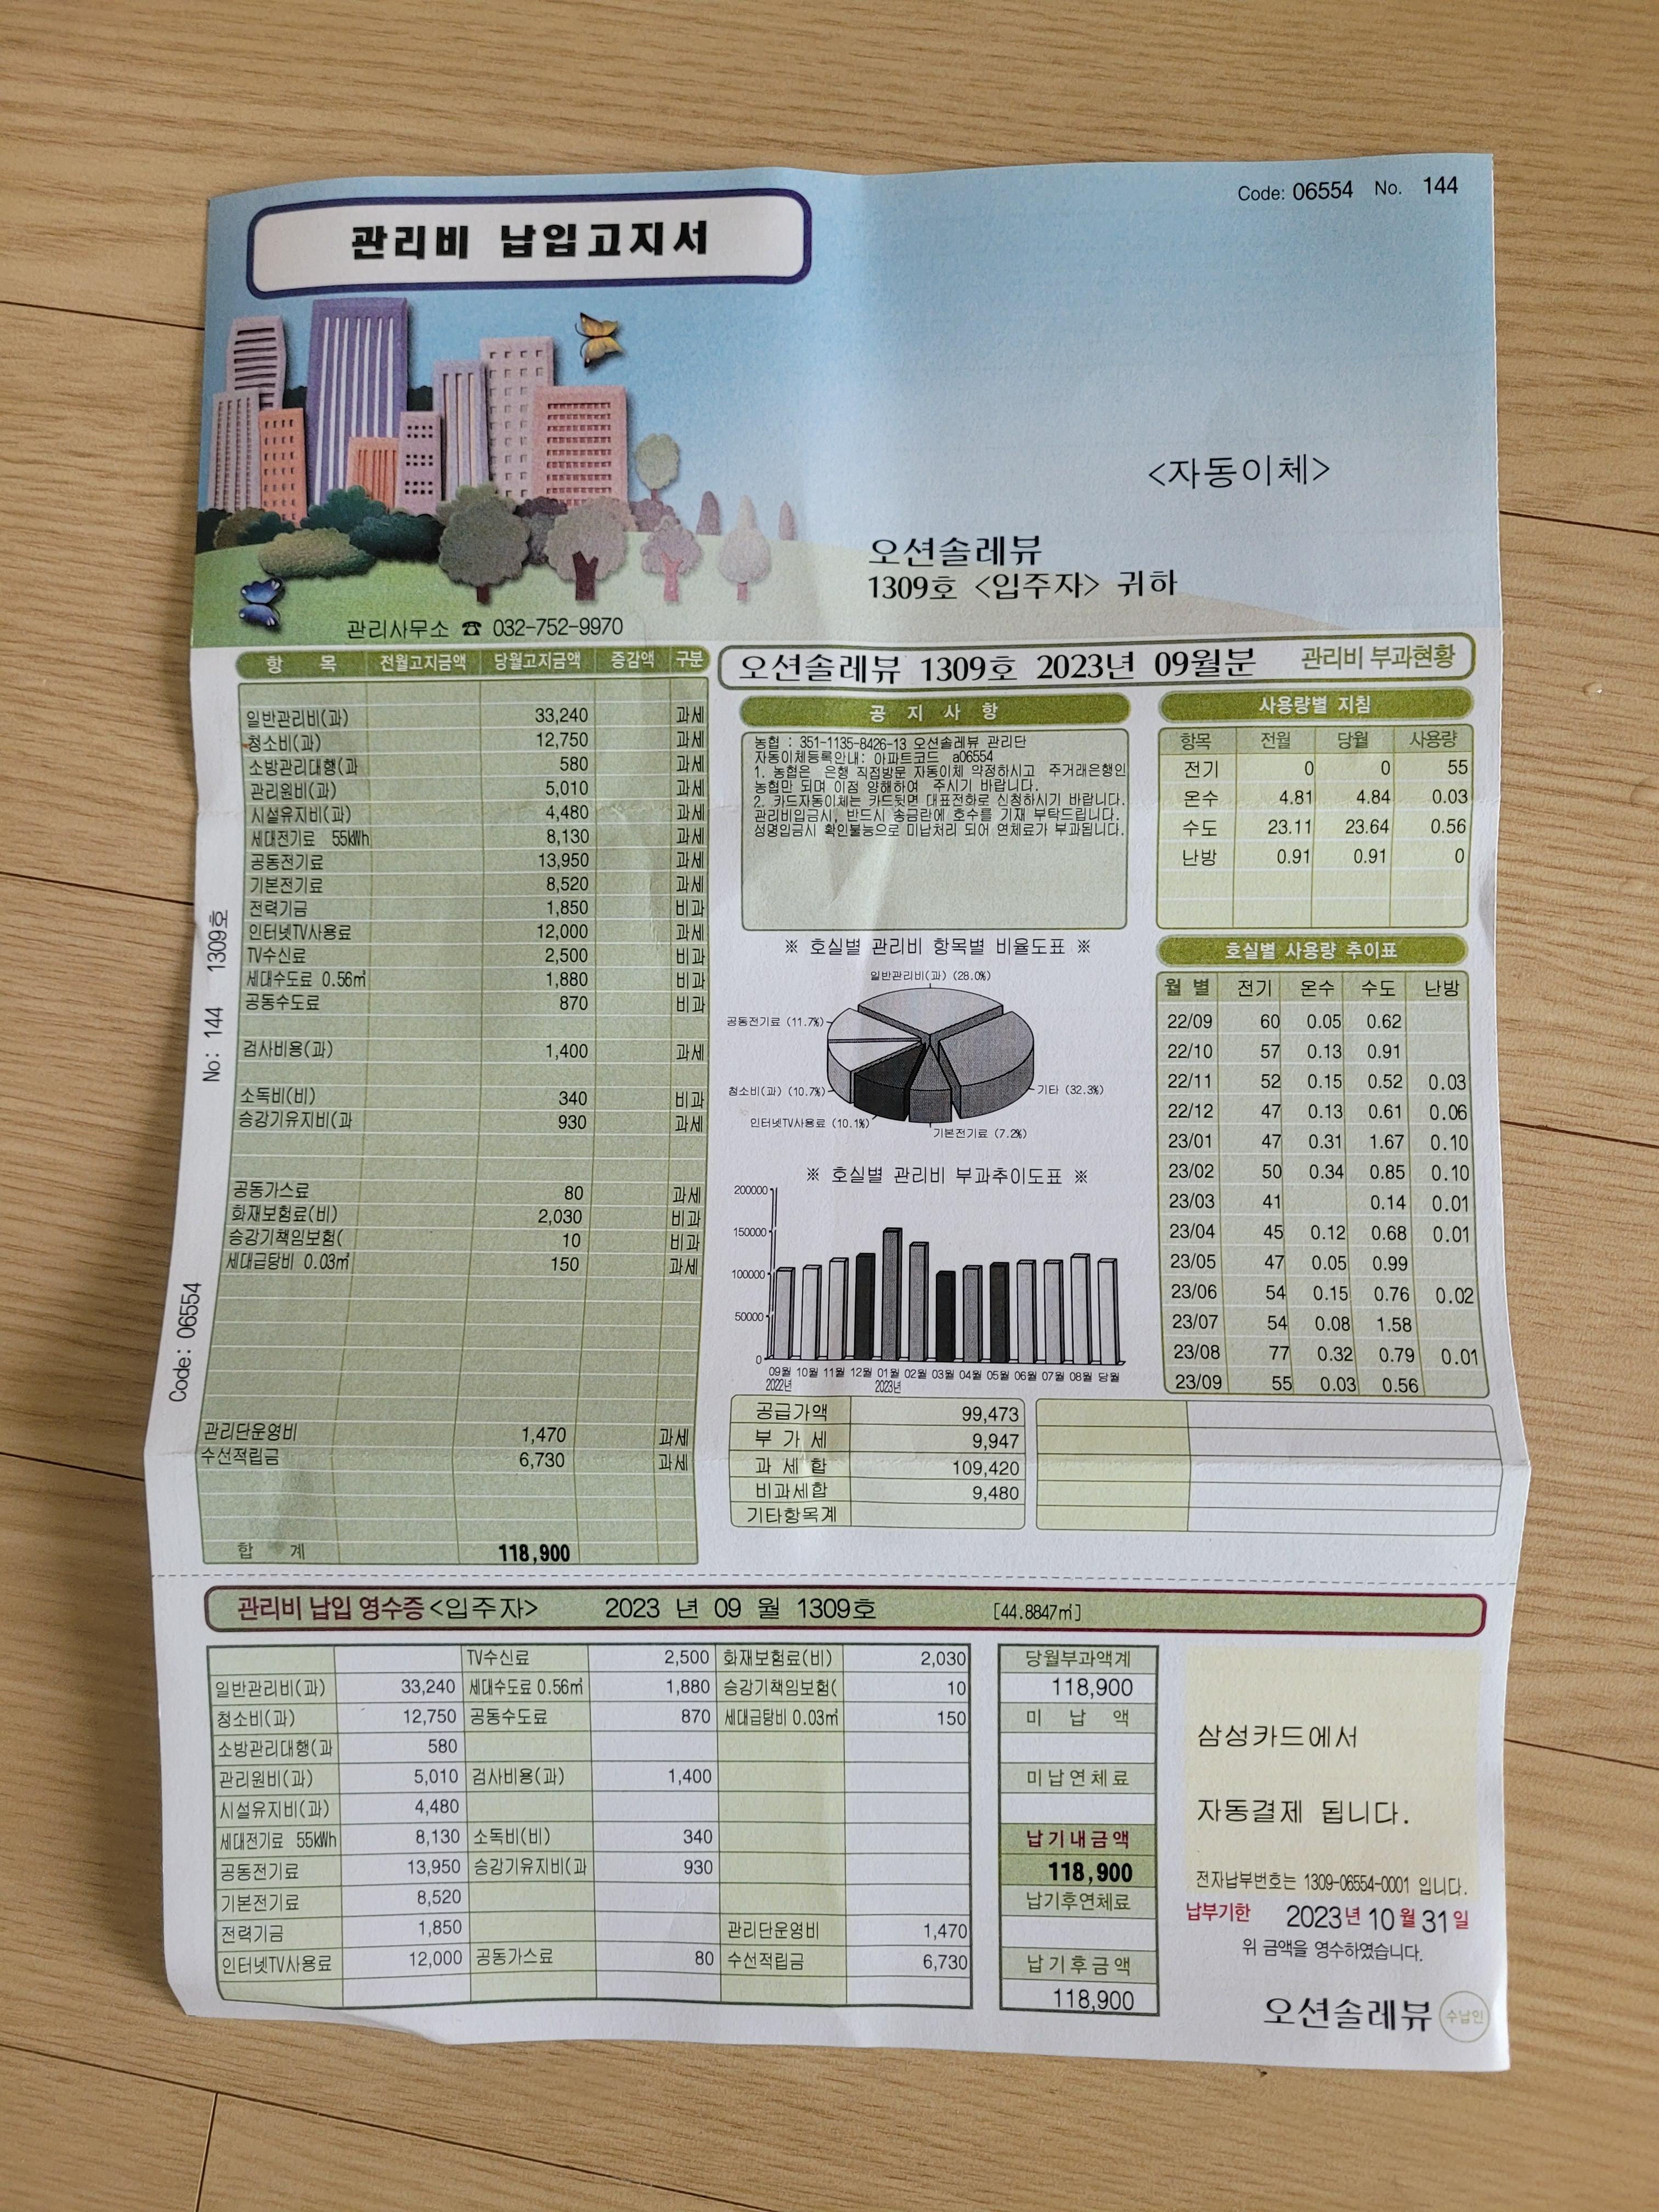 Code: 06554 No. 144
관리비 납입고지서
<자동이체>
오션솔레뷰
1309호 <입주자> 귀하
관리사무소 ☎ 032-752-9970
항 목 전월고지금액 당월고지금액 증감액 구분
일반관리비(과) 33,240 과세
청소비(과) 12,750 과세
소방관리대행(과 580 과세
관리원비(과) 5,010 과세
시설유지비(과) 4,480 과세
세대전기료 55kWh 8,130 과세
공동전기료 13,950 과세
기본전기료 8,520 과세
전력기금 1,850 비과
인터넷TV사용료 12,000 과세
TV수신료 2,500 비과
세대수도료 0.56㎥ 1,880 비과
공동수도료 870 비과
검사비용(과) 1,400 과세
소독비(비) 340 비과
승강기유지비(과 930 과세
공동가스료 80 과세
화재보험료(비) 2,030 비과
승강기책임보험( 10 비과
세대급탕비 0.03㎥ 150 과세
관리단운영비 1,470 과세
수선적립금 6,730 과세
합 계 118,900
Code: 06554 No: 144 1309호
오션솔레뷰 1309호 2023년 09월분 관리비 부과현황
공 지 사 항
농협 : 351-1135-8426-13 오션솔레뷰 관리단
자동이체등록안내: 아파트코드 a06554
1. 농협은 은행 직접방문 자동이체 약정하시고 주거래은행인
농협만 되며 이점 양해하여 주시기 바랍니다.
2. 카드자동이체는 카드뒷면 대표전화로 신청하시기 바랍니다.
관리비입금시, 반드시 송금란에 호수를 기재 부탁드립니다.
성명입금시 확인불능으로 미납처리 되어 연체료가 부과됩니다.
사용량별 지침
항목 전월 당월 사용량
전기 0 0 55
온수 4.81 4.84 0.03
수도 23.11 23.64 0.56
난방 0.91 0.91 0
※ 호실별 관리비 항목별 비율도표 ※
일반관리비(과) (28.0%)
공동전기료 (11.7%)
청소비(과) (10.7%)
기타 (32.3%)
인터넷TV사용료 (10.1%)
기본전기료 (7.2%)
※ 호실별 관리비 부과추이도표 ※
200000
150000
100000
50000
0
09월 10월 11월 12월 01월 02월 03월 04월 05월 06월 07월 08월 당월
2022년 2023년
호실별 사용량 추이표
월 별 전기 온수 수도 난방
22/09 60 0.05 0.62
22/10 57 0.13 0.91
22/11 52 0.15 0.52 0.03
22/12 47 0.13 0.61 0.06
23/01 47 0.31 1.67 0.10
23/02 50 0.34 0.85 0.10
23/03 41 0.14 0.01
23/04 45 0.12 0.68 0.01
23/05 47 0.05 0.99
23/06 54 0.15 0.76 0.02
23/07 54 0.08 1.58
23/08 77 0.32 0.79 0.01
23/09 55 0.03 0.56
공급가액 99,473
부 가 세 9,947
과 세 합 109,420
비과세합 9,480
기타항목계
관리비 납입 영수증 <입주자> 2023 년 09 월 1309호 [44.8847㎡]
TV수신료 2,500 화재보험료(비) 2,030
일반관리비(과) 33,240 세대수도료 0.56㎥ 1,880 승강기책임보험( 10
청소비(과) 12,750 공동수도료 870 세대급탕비 0.03㎥ 150
소방관리대행(과 580
관리원비(과) 5,010 검사비용(과) 1,400
시설유지비(과) 4,480
세대전기료 55kWh 8,130 소독비(비) 340
공동전기료 13,950 승강기유지비(과 930
기본전기료 8,520
전력기금 1,850 관리단운영비 1,470
인터넷TV사용료 12,000 공동가스료 80 수선적립금 6,730
당월부과액계
118,900
미 납 액
미납연체료
납기내금액
118,900
납기후연체료
납기후금액
118,900
삼성카드에서
자동결제 됩니다.
전자납부번호는 1309-06554-0001 입니다.
납부기한 2023년 10월 31일
위 금액을 영수하였습니다.
오션솔레뷰 수납인